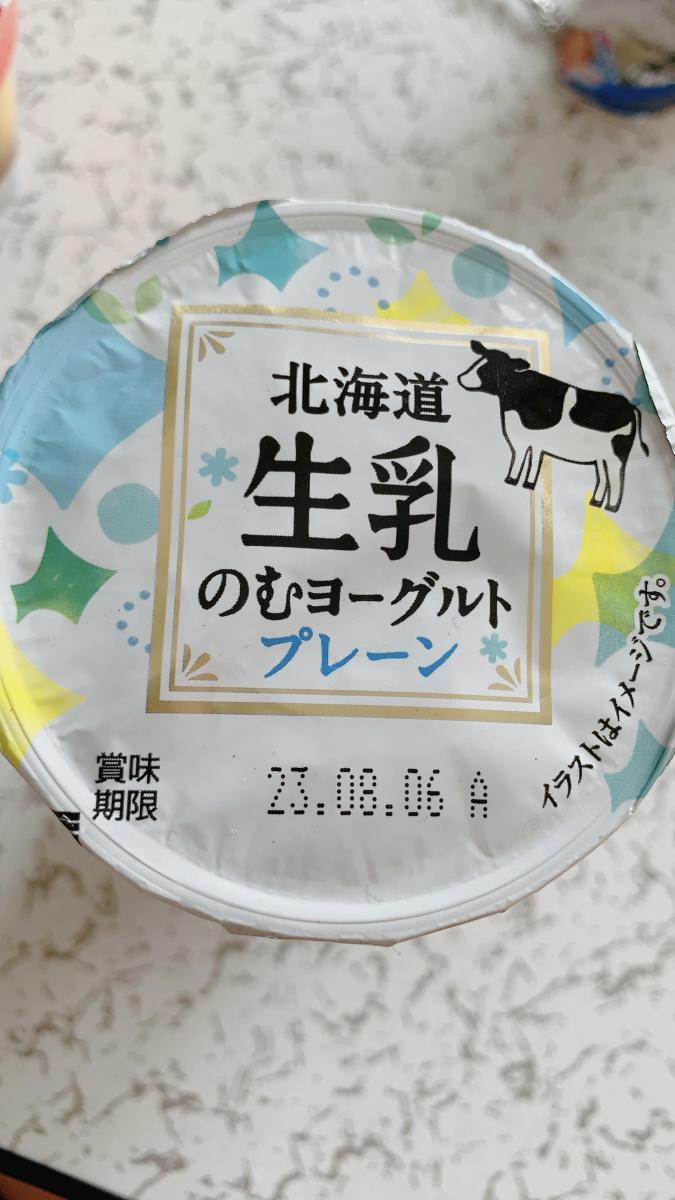 北海道
生乳
のむヨーグルト
プレーン
イラストはイメージです。
賞味
期限
23.08.06 A